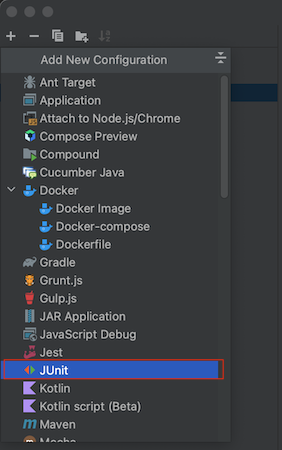 Add New Configuration
Ant Target
Application
Attach to Node.js/Chrome
Compose Preview
Compound
Cucumber Java
Docker
Docker Image
Docker-compose
Dockerfile
Gradle
Grunt.js
Gulp.js
JAR Application
JavaScript Debug
Jest
JUnit
Kotlin
Kotlin script (Beta)
Maven
Mocha